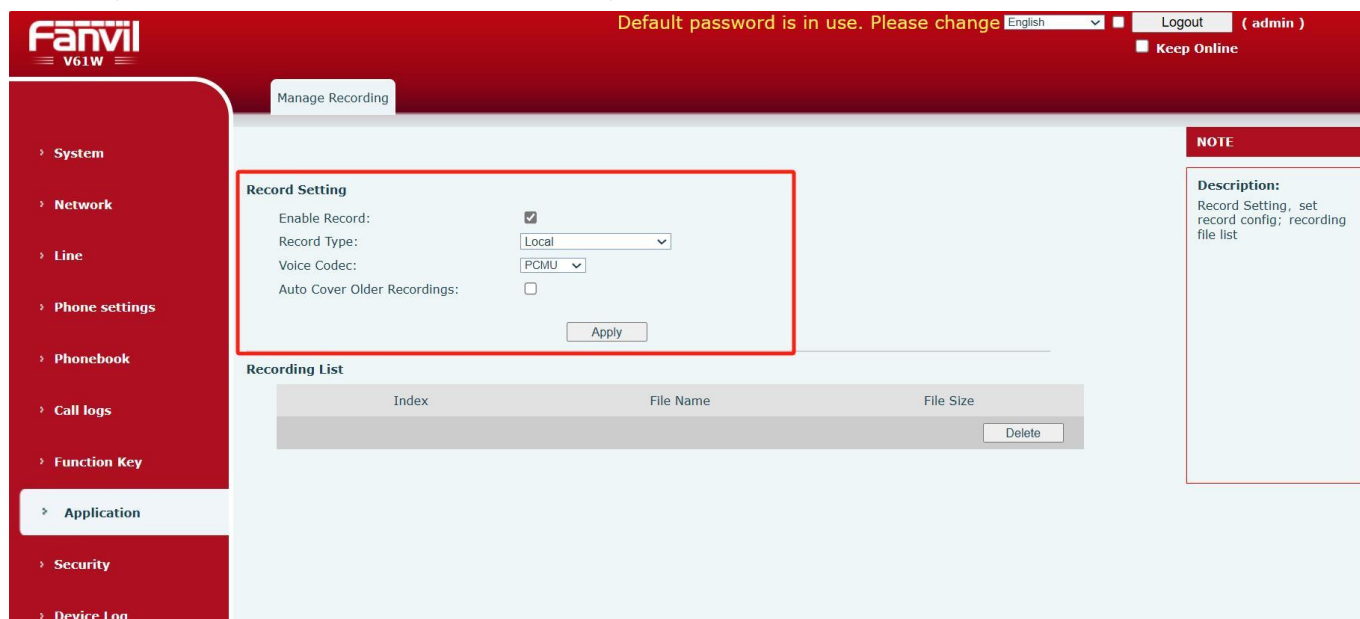 Fanvil
V61W
Default password is in use. Please change
English
Logout
( admin )
Keep Online
Manage Recording
System
Network
Line
Phone settings
Phonebook
Call logs
Function Key
Application
Security
Device Log
Record Setting
Enable Record:
Record Type:
Local
Voice Codec:
PCMU
Auto Cover Older Recordings:
Apply
Recording List
Index
File Name
File Size
Delete
NOTE
Description:
Record Setting, set
record config; recording
file list